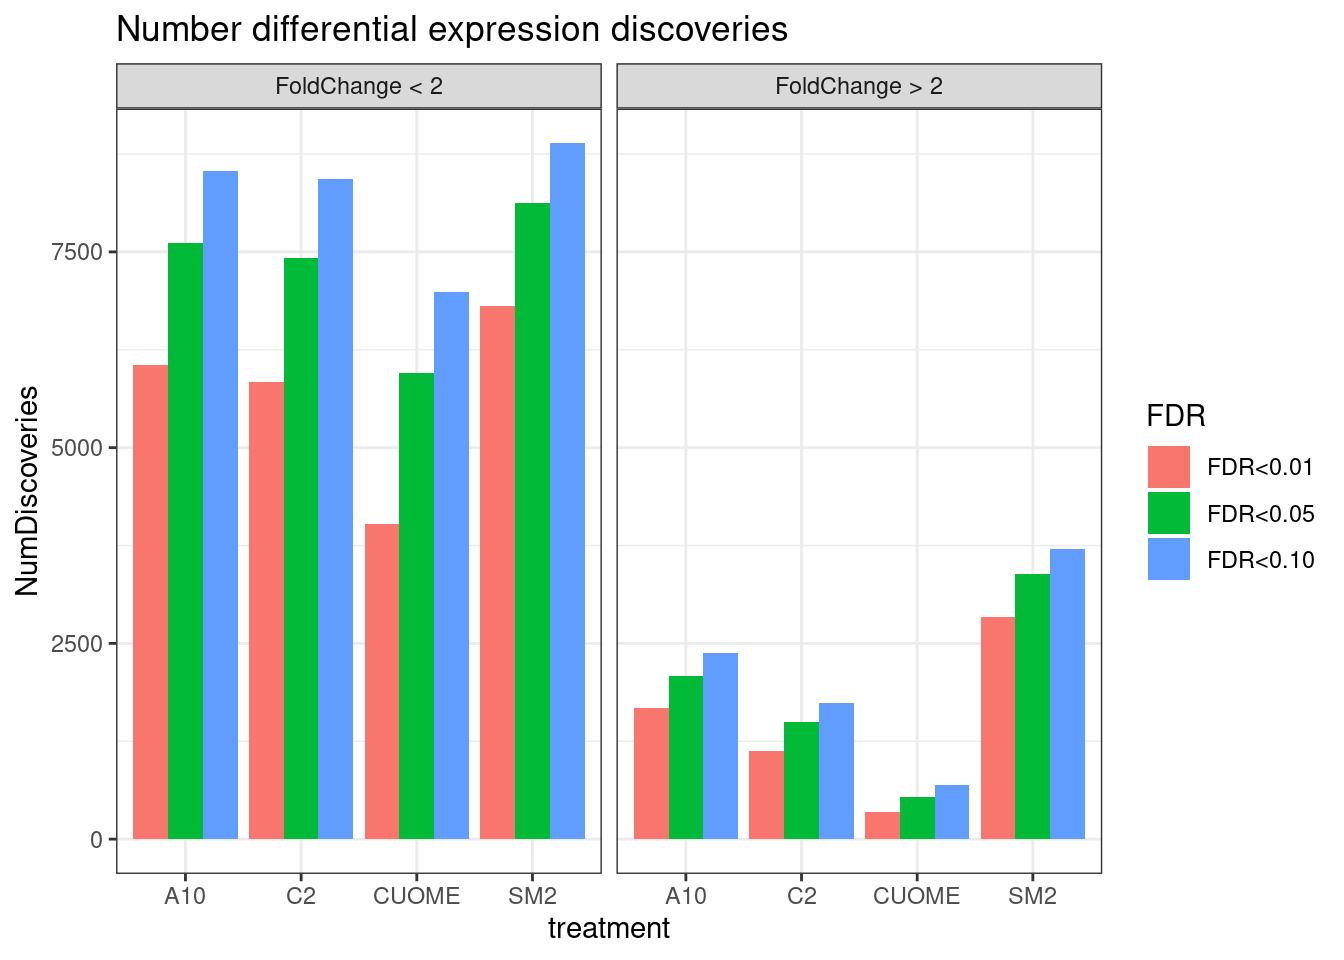 Number differential expression discoveries
FoldChange < 2
FoldChange > 2
NumDiscoveries
7500
5000
2500
0
A10 C2 CUOME SM2
A10 C2 CUOME SM2
treatment
FDR
FDR<0.01
FDR<0.05
FDR<0.10